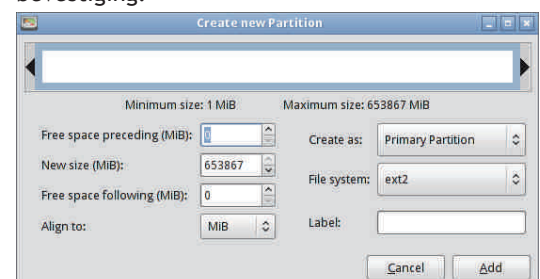 bevestiging.
Create new Partition
Minimum size: 1 MiB Maximum size: 653867 MiB
Free space preceding (MiB): 0 Create as: Primary Partition
New size (MiB): 653867
File system: ext2
Free space following (MiB): 0
Align to: MiB Label:
Cancel Add